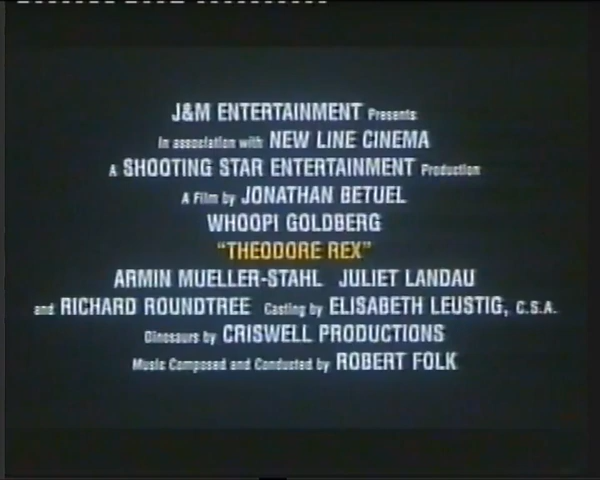 J&M ENTERTAINMENT Presents
In association with NEW LINE CINEMA
A SHOOTING STAR ENTERTAINMENT Production
A Film by JONATHAN BETUEL
WHOOPI GOLDBERG
"THEODORE REX"
ARMIN MUELLER-STAHL JULIET LANDAU
and RICHARD ROUNDTREE Casting by ELISABETH LEUSTIG, C.S.A.
Dinosaurs by CRISWELL PRODUCTIONS
Music Composed and Conducted by ROBERT FOLK